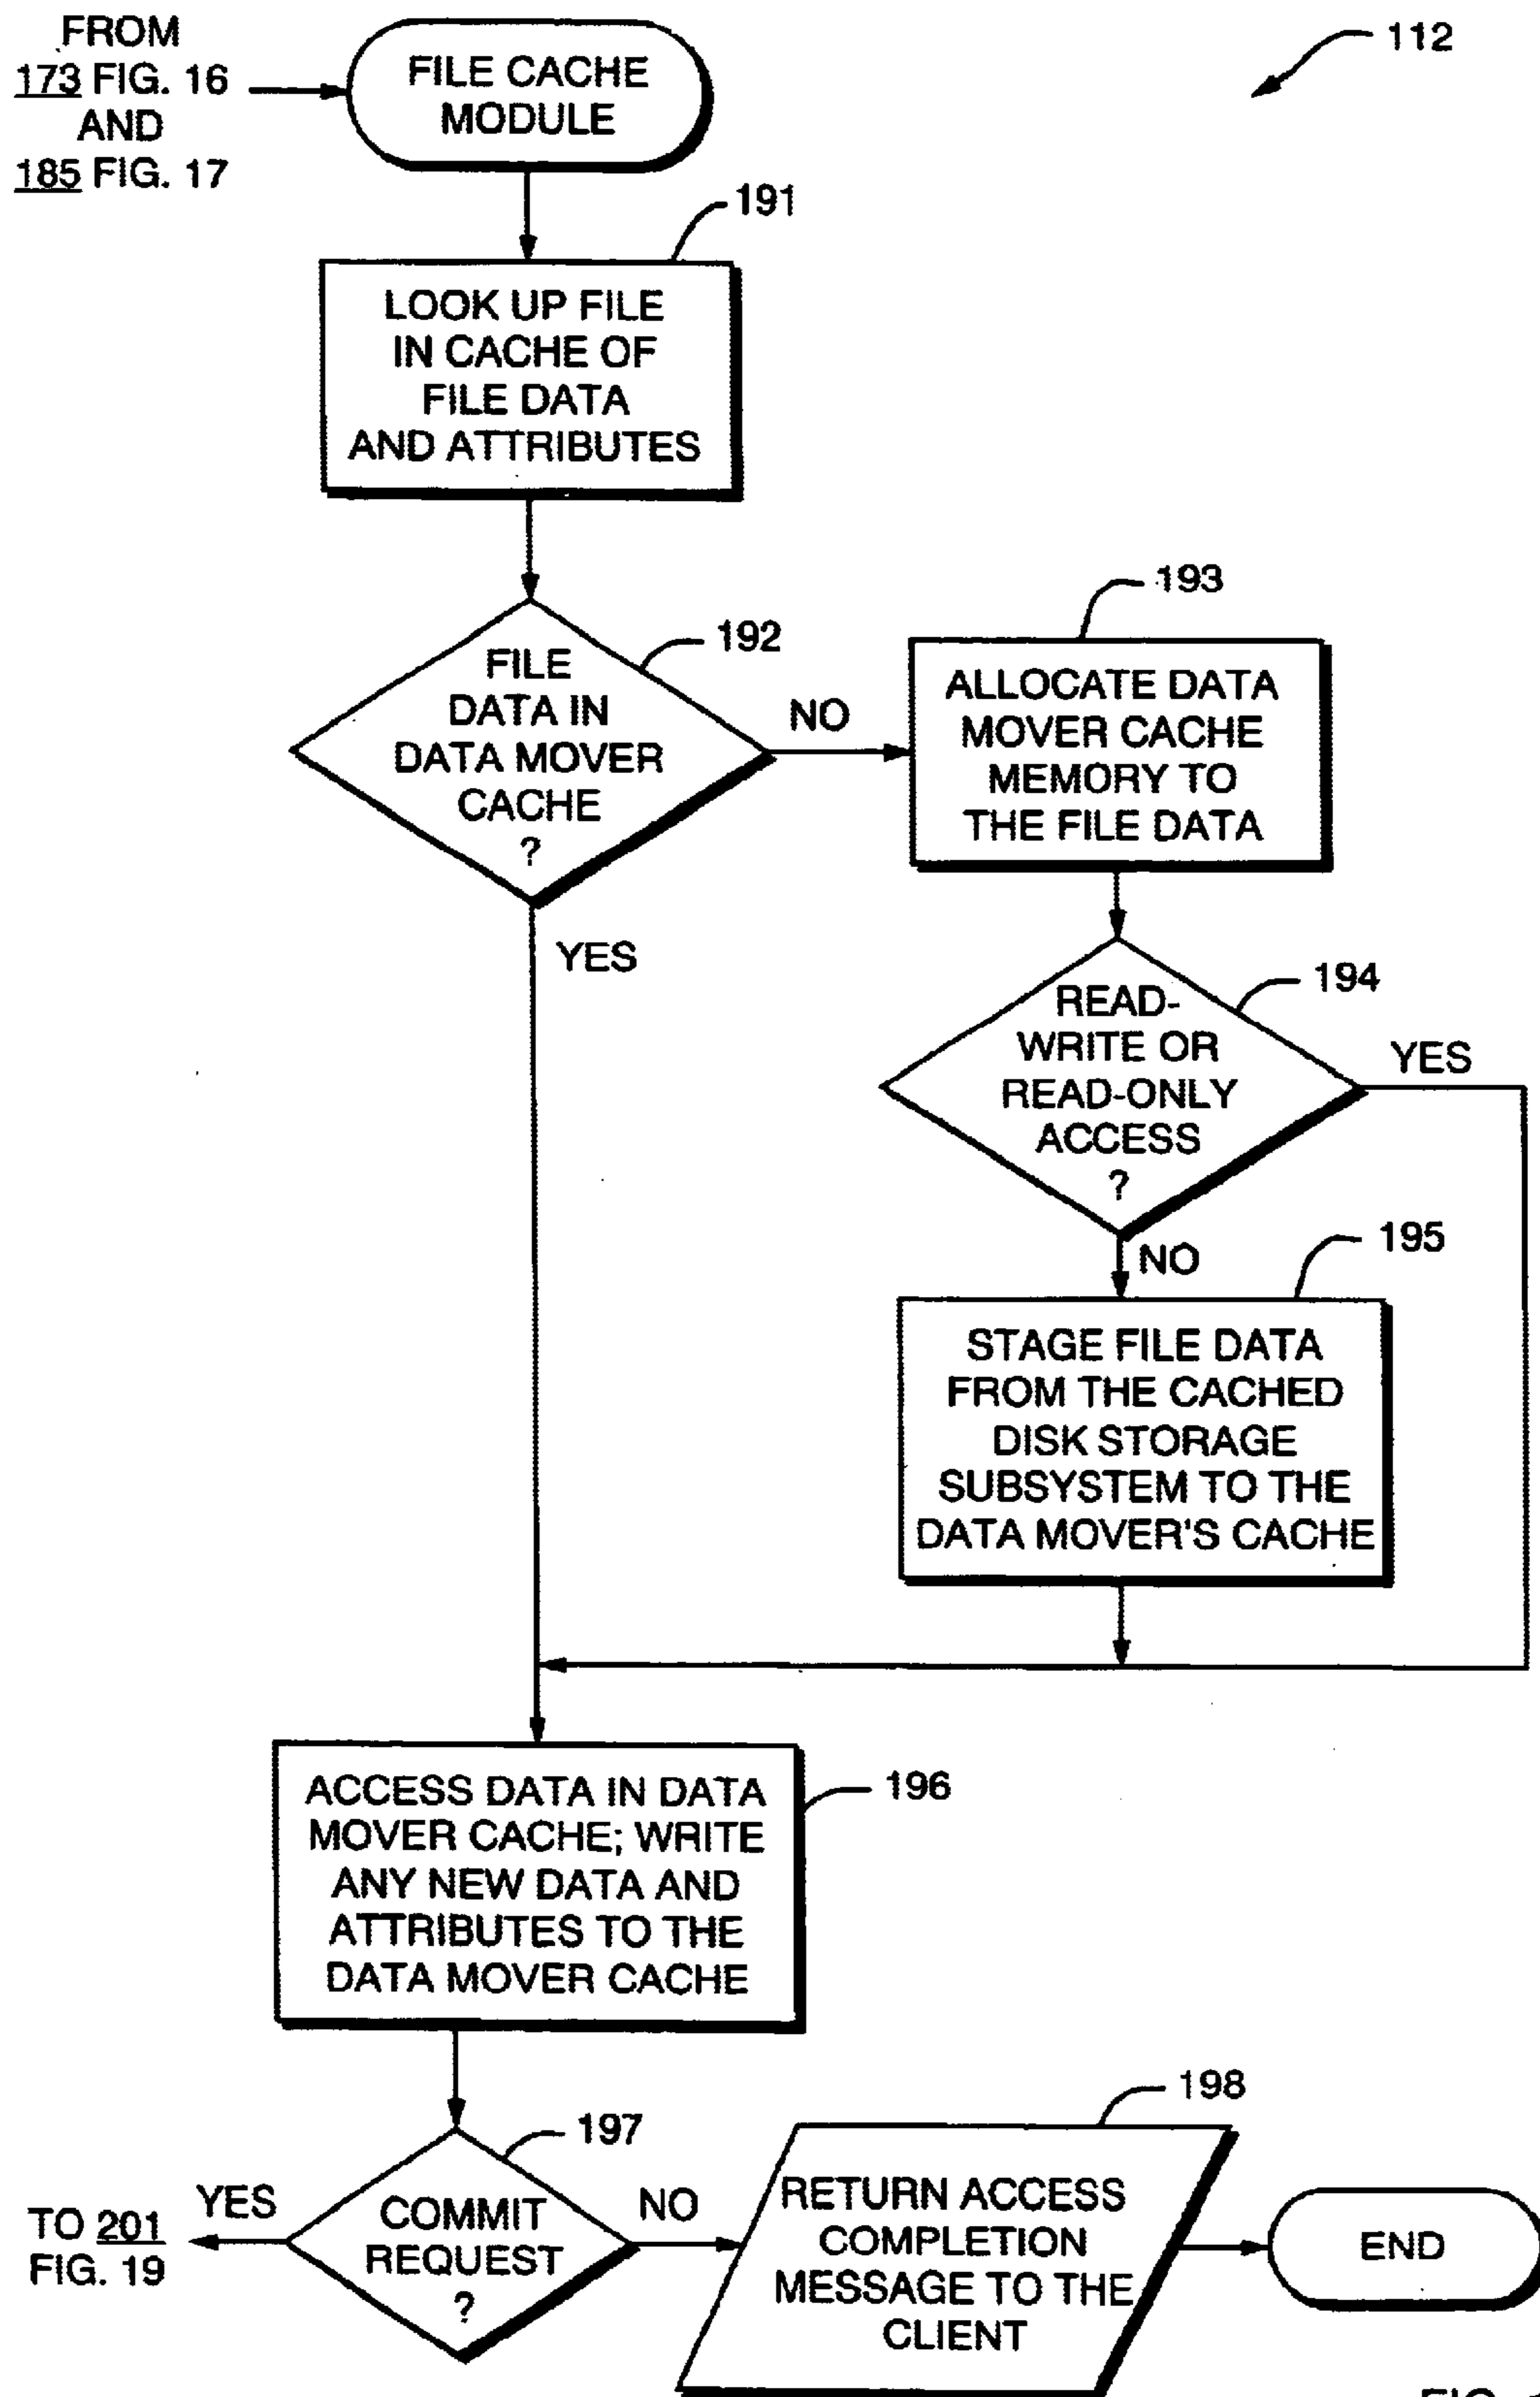 FROM
173 FIG. 16
AND
185 FIG. 17
FILE CACHE
MODULE
112
191
LOOK UP FILE
IN CACHE OF
FILE DATA
AND ATTRIBUTES
192
FILE
DATA IN
DATA MOVER
CACHE
?
NO
YES
193
ALLOCATE DATA
MOVER CACHE
MEMORY TO
THE FILE DATA
194
READ-
WRITE OR
READ-ONLY
ACCESS
?
YES
NO
195
STAGE FILE DATA
FROM THE CACHED
DISK STORAGE
SUBSYSTEM TO THE
DATA MOVER'S CACHE
196
ACCESS DATA IN DATA
MOVER CACHE; WRITE
ANY NEW DATA AND
ATTRIBUTES TO THE
DATA MOVER CACHE
197
COMMIT
REQUEST
?
YES
TO 201
FIG. 19
NO
198
RETURN ACCESS
COMPLETION
MESSAGE TO THE
CLIENT
END